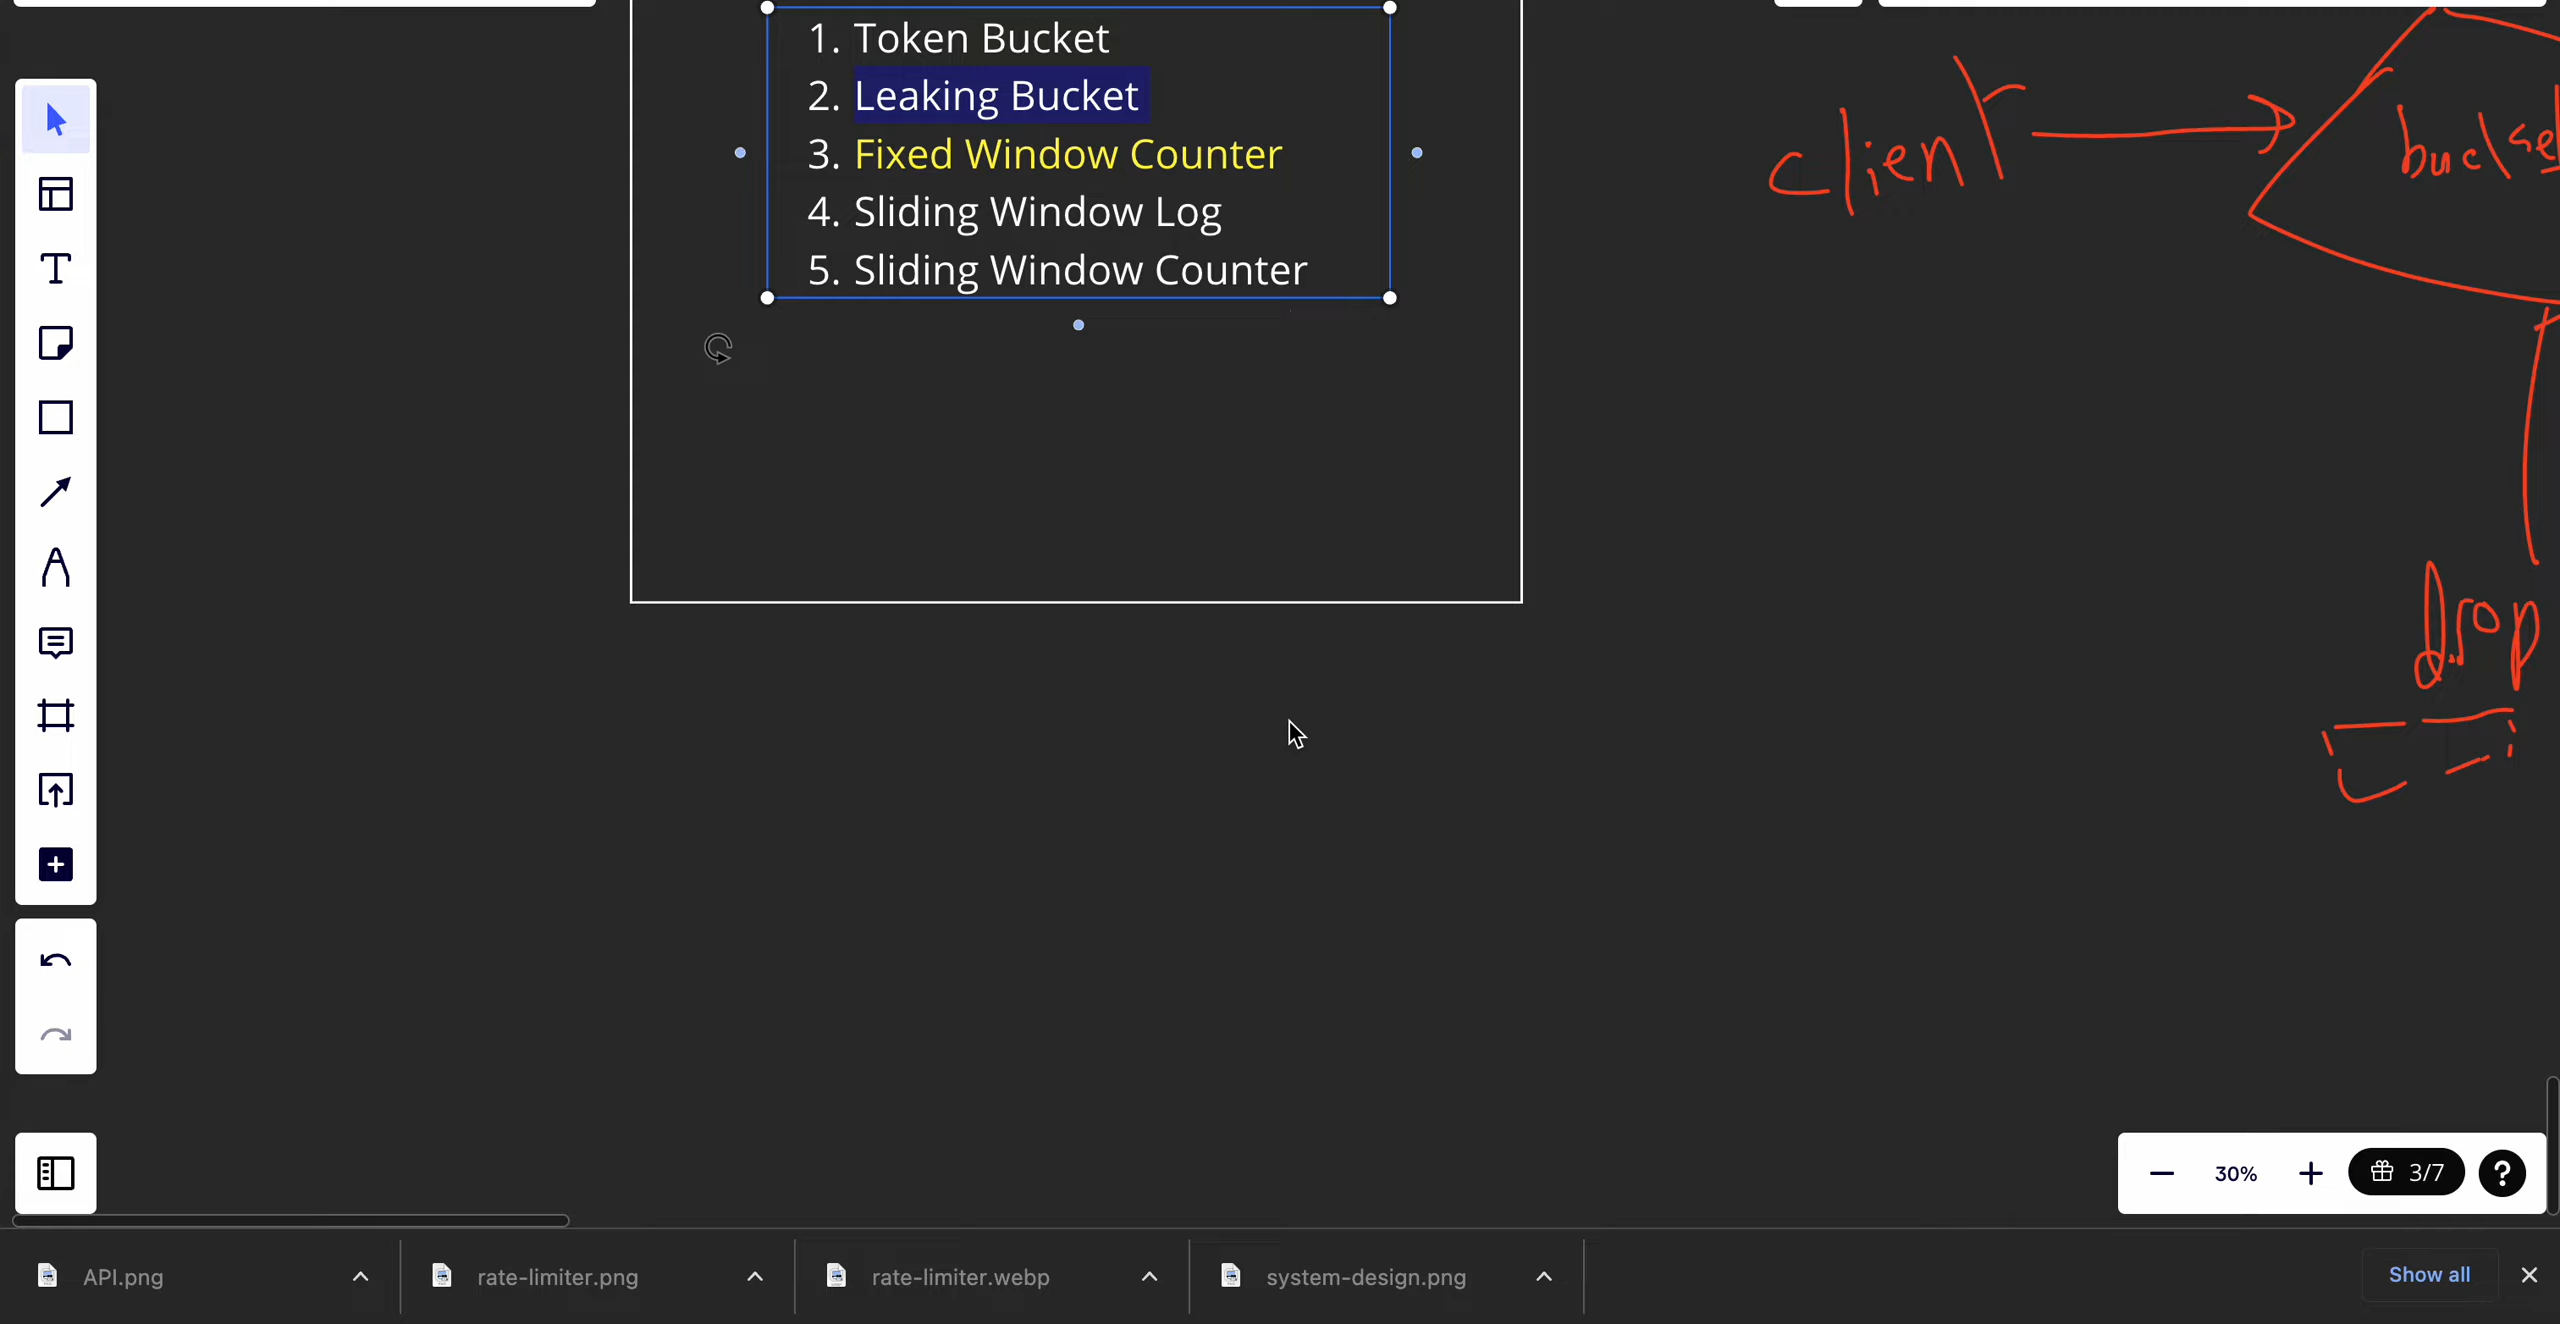 1. Token Bucket
2. Leaking Bucket
3. Fixed Window Counter
4. Sliding Window Log
5. Sliding Window Counter
client
drop
30%
3/7
?
API.png
rate-limiter.png
rate-limiter.webp
system-design.png
Show all